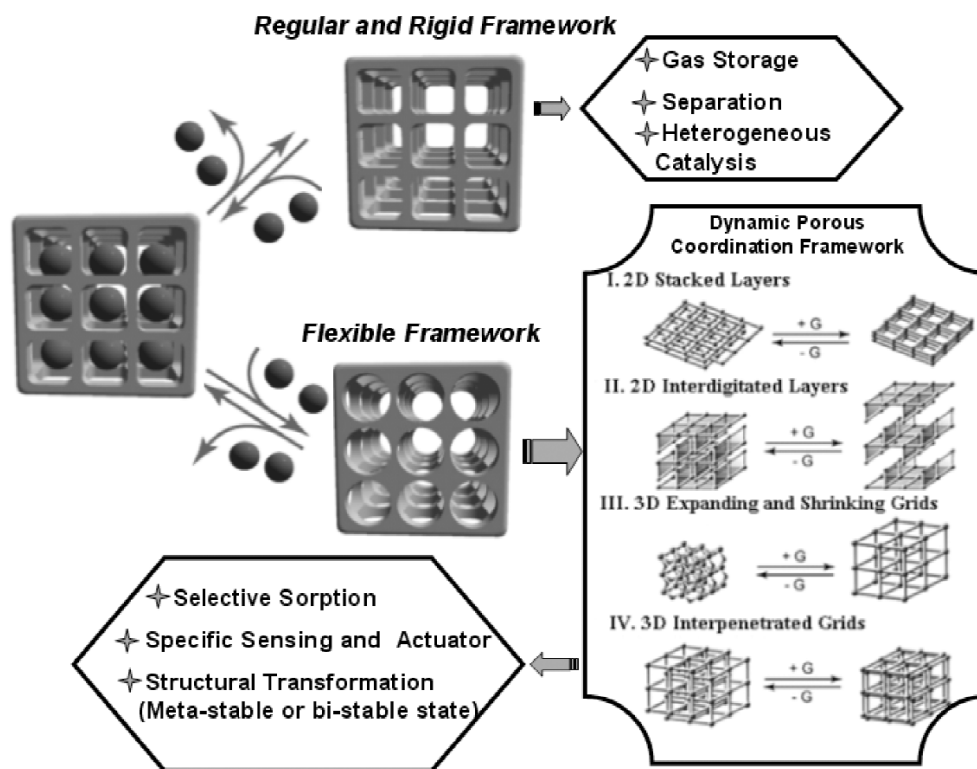 Regular and Rigid Framework
Gas Storage
Separation
Heterogeneous
Catalysis
Dynamic Porous
Coordination Framework
I. 2D Stacked Layers
+ G
- G
II. 2D Interdigitated Layers
+ G
- G
III. 3D Expanding and Shrinking Grids
+ G
- G
IV. 3D Interpenetrated Grids
+ G
- G
Flexible Framework
Selective Sorption
Specific Sensing and Actuator
Structural Transformation
(Meta-stable or bi-stable state)